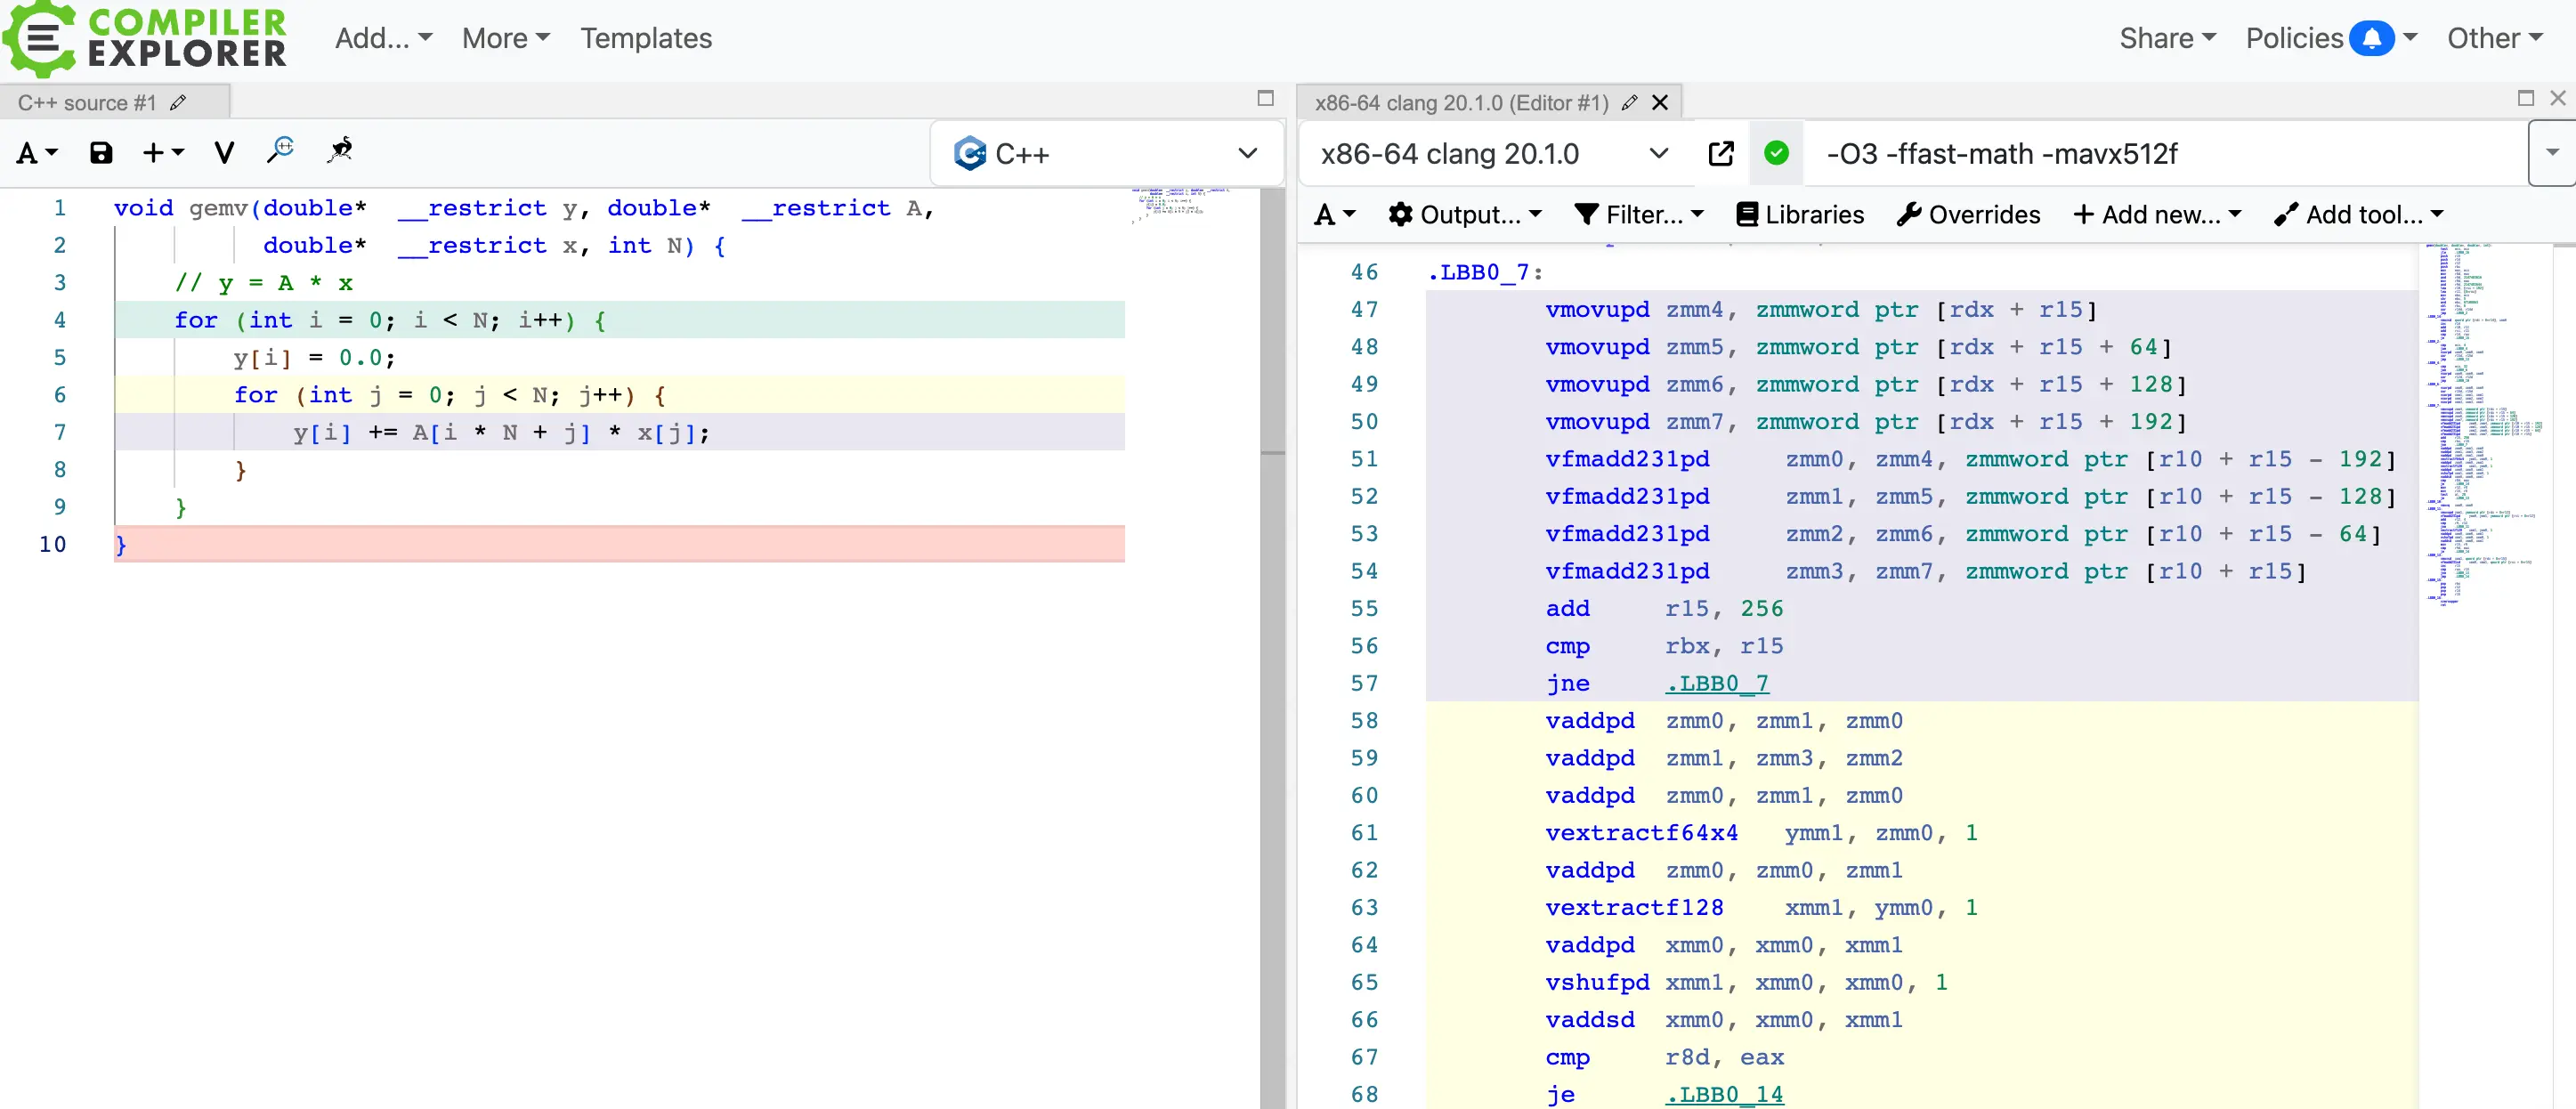 COMPILER
EXPLORER
Add...
More
Templates
Share
Policies
Other
C++ source #1
A
+
V
C++
1 void gemv(double*  __restrict y, double*  __restrict A,
2           double*  __restrict x, int N) {
3     // y = A * x
4     for (int i = 0; i < N; i++) {
5         y[i] = 0.0;
6         for (int j = 0; j < N; j++) {
7             y[i] += A[i * N + j] * x[j];
8         }
9     }
10 }
x86-64 clang 20.1.0 (Editor #1)
x86-64 clang 20.1.0
-O3 -ffast-math -mavx512f
A
Output...
Filter...
Libraries
Overrides
+ Add new...
Add tool...
46 .LBB0_7:
47         vmovupd zmm4, zmmword ptr [rdx + r15]
48         vmovupd zmm5, zmmword ptr [rdx + r15 + 64]
49         vmovupd zmm6, zmmword ptr [rdx + r15 + 128]
50         vmovupd zmm7, zmmword ptr [rdx + r15 + 192]
51         vfmadd231pd     zmm0, zmm4, zmmword ptr [r10 + r15 - 192]
52         vfmadd231pd     zmm1, zmm5, zmmword ptr [r10 + r15 - 128]
53         vfmadd231pd     zmm2, zmm6, zmmword ptr [r10 + r15 - 64]
54         vfmadd231pd     zmm3, zmm7, zmmword ptr [r10 + r15]
55         add     r15, 256
56         cmp     rbx, r15
57         jne     .LBB0_7
58         vaddpd  zmm0, zmm1, zmm0
59         vaddpd  zmm1, zmm3, zmm2
60         vaddpd  zmm0, zmm1, zmm0
61         vextractf64x4   ymm1, zmm0, 1
62         vaddpd  zmm0, zmm0, zmm1
63         vextractf128    xmm1, ymm0, 1
64         vaddpd  xmm0, xmm0, xmm1
65         vshufpd xmm1, xmm0, xmm0, 1
66         vaddsd  xmm0, xmm0, xmm1
67         cmp     r8d, eax
68         je      .LBB0_14